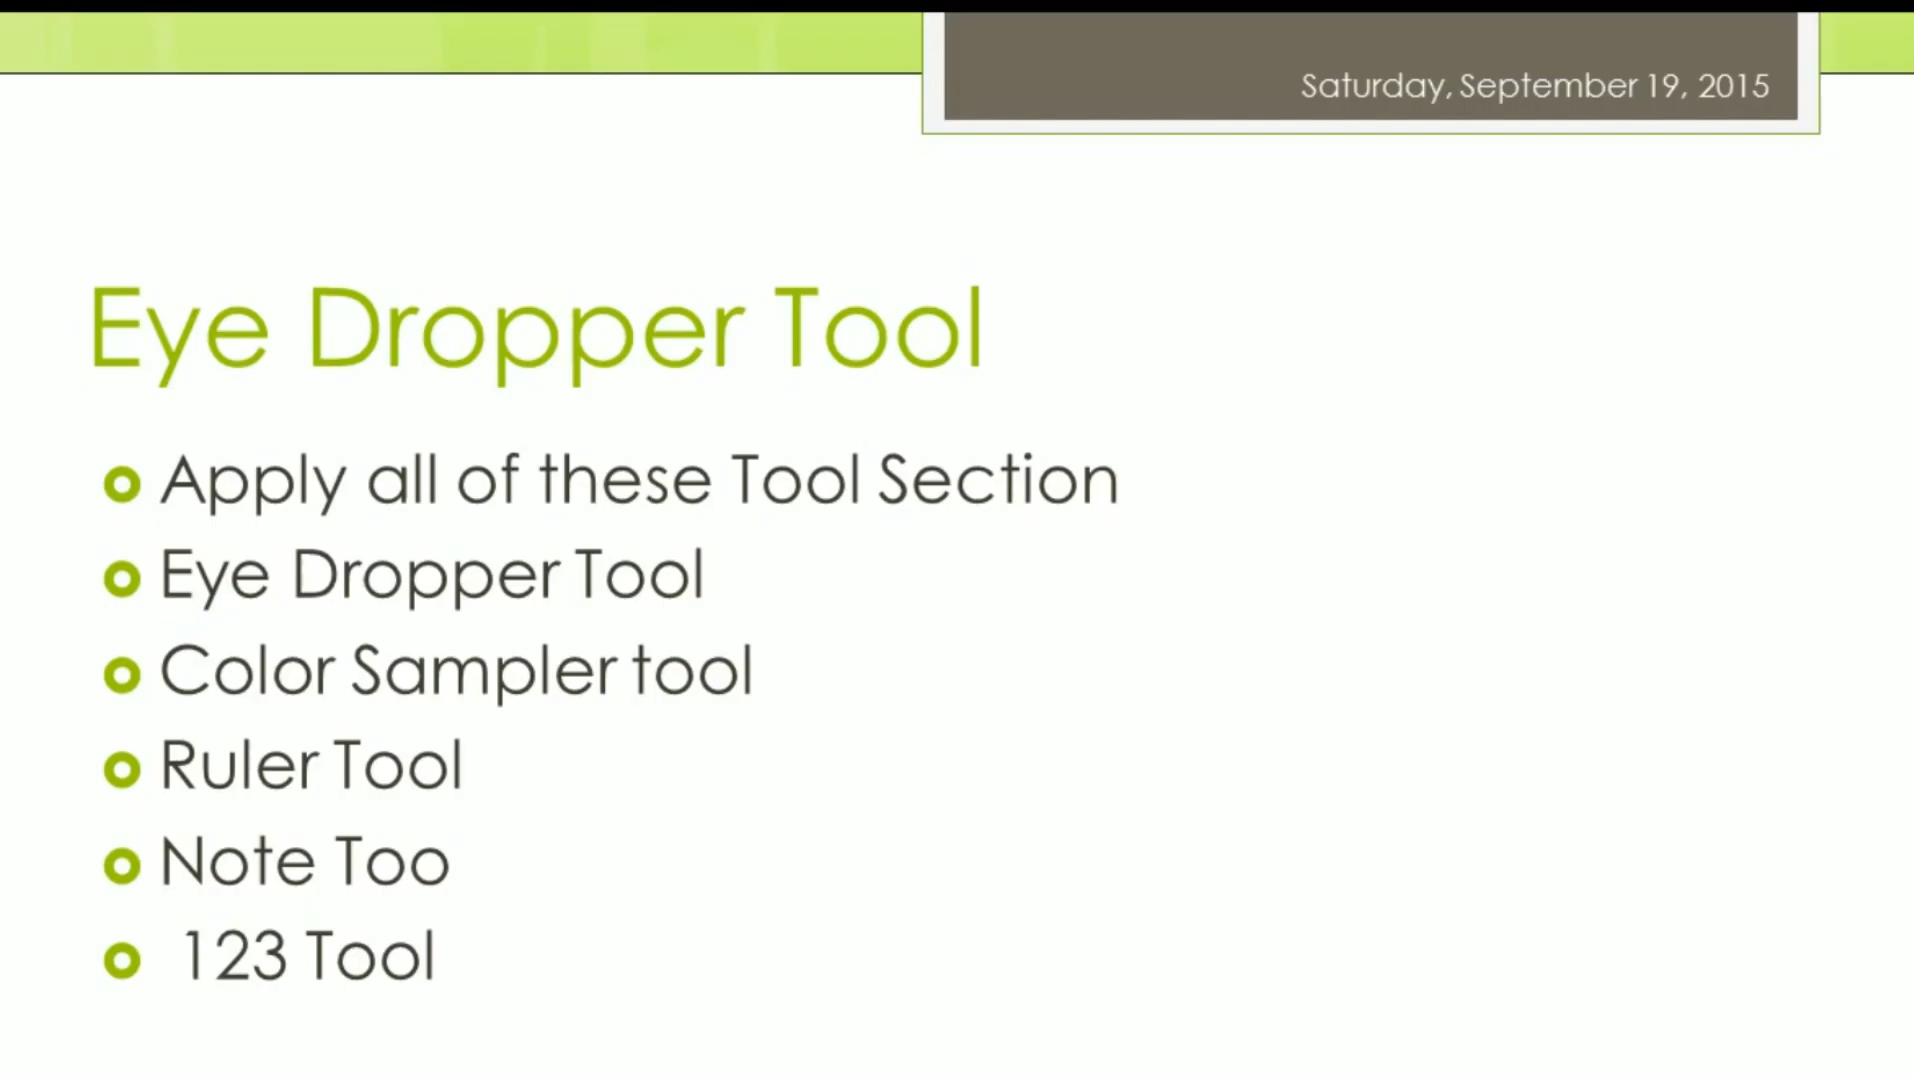 Saturday, September 19, 2015
Eye Dropper Tool
Apply all of these Tool Section
Eye Dropper Tool
Color Sampler tool
Ruler Tool
Note Too
123 Tool